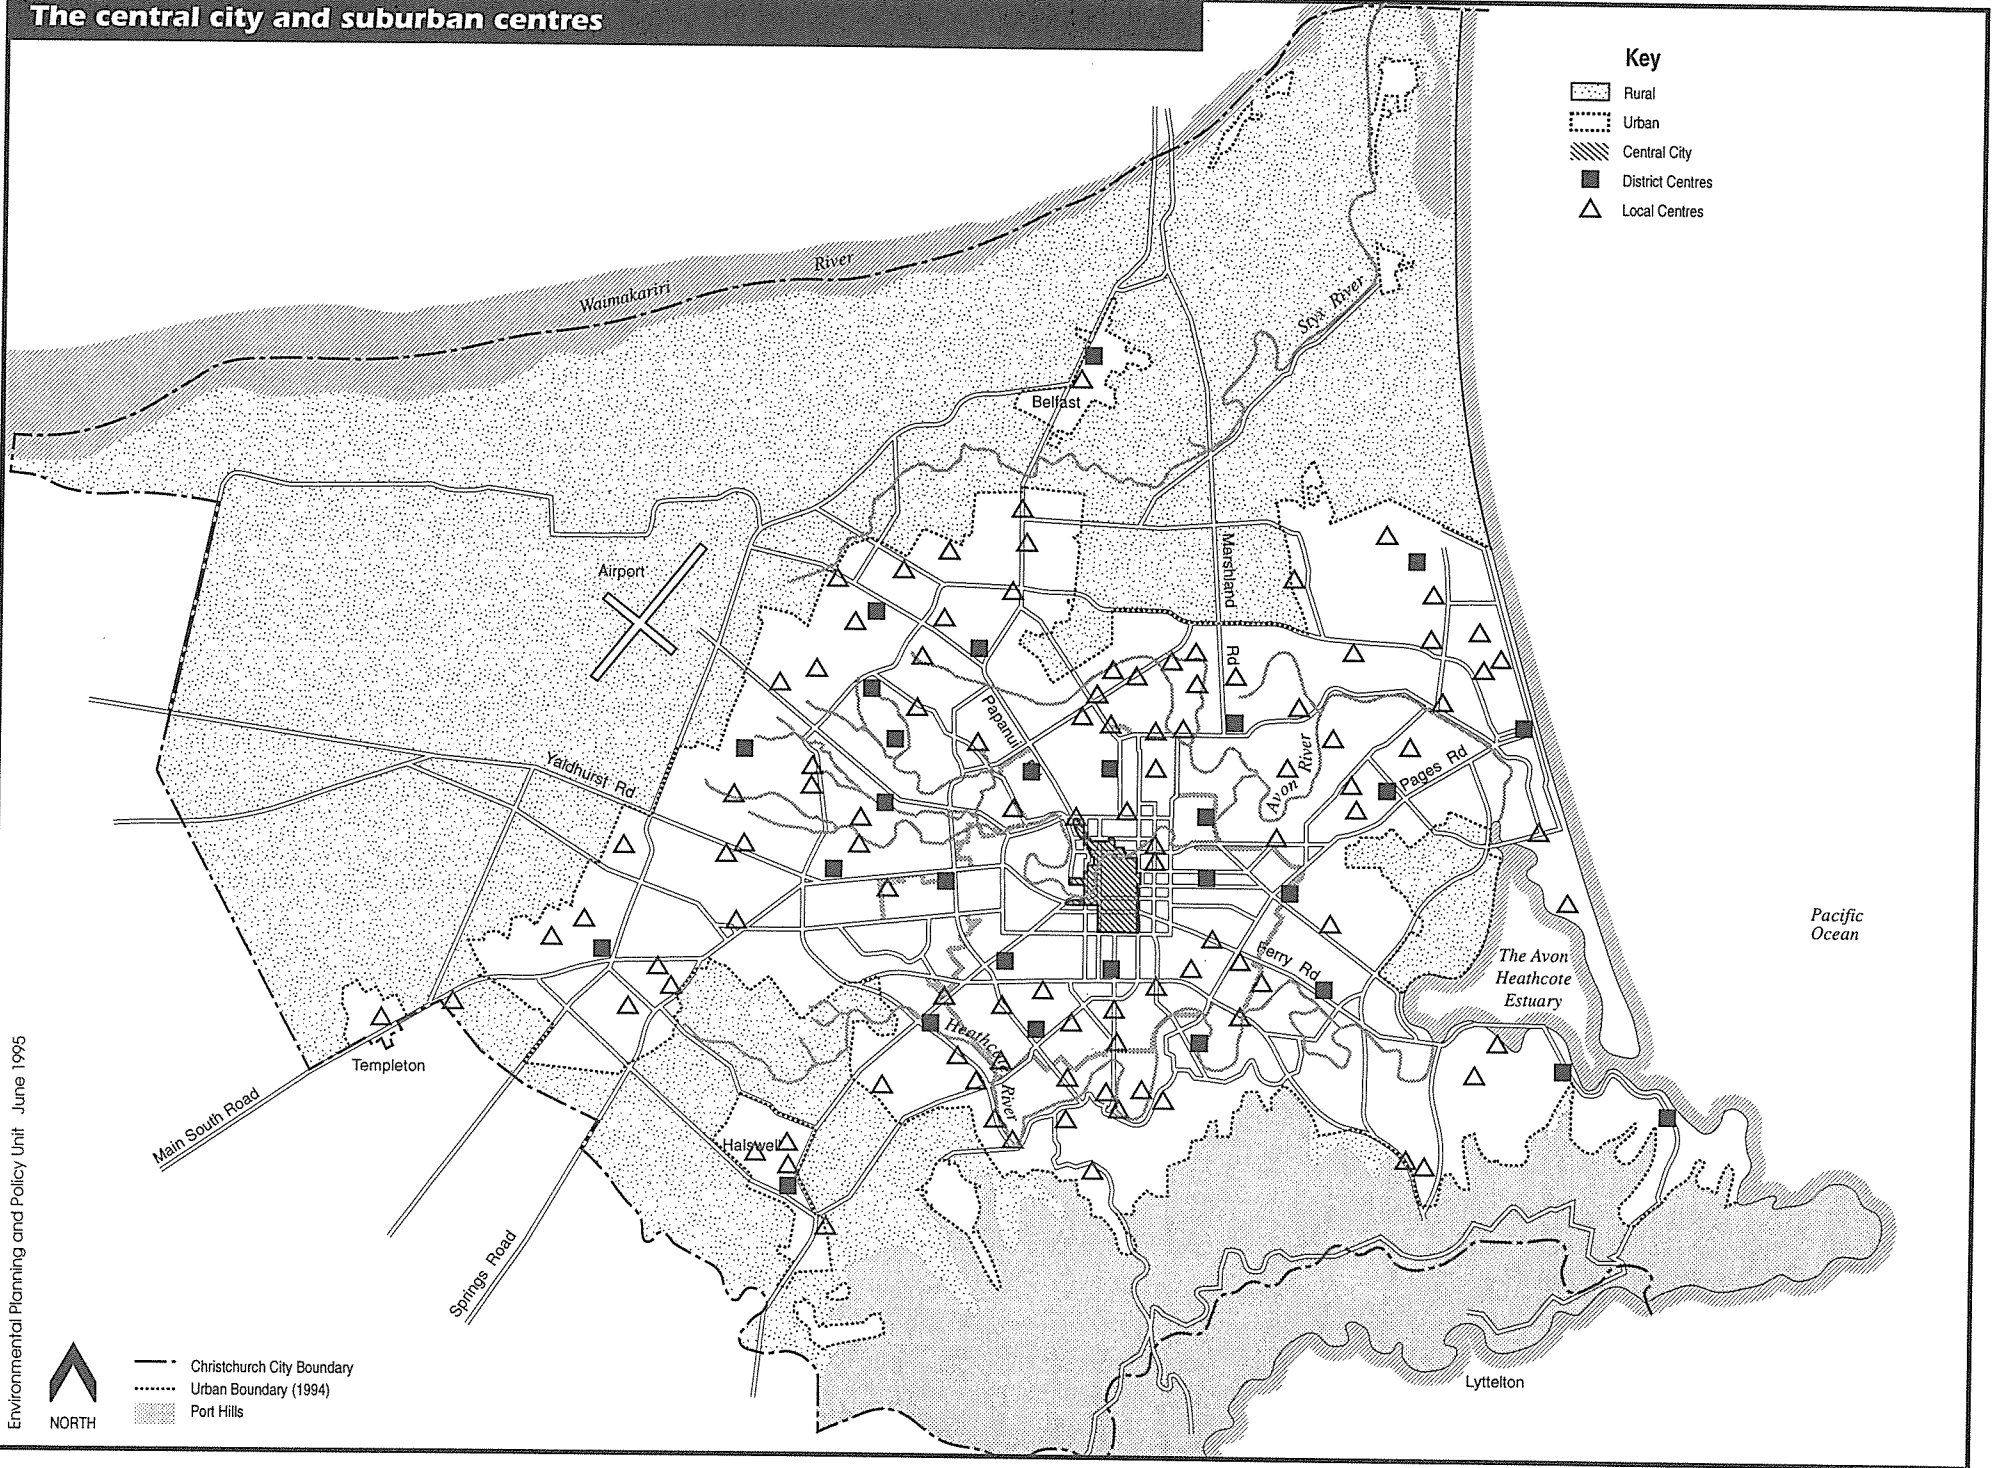 The central city and suburban centres
Key
Rural
Urban
Central City
District Centres
Local Centres
Waimakariri River
Styx River
Belfast
Airport
Marshland Rd
Papanui
Yaldhurst Rd
Avon River
Pages Rd
Pacific
Ocean
The Avon
Heathcote
Estuary
Ferry Rd
Heathcote River
Templeton
Main South Road
Halswell
Springs Road
Lyttelton
Christchurch City Boundary
Urban Boundary (1994)
Port Hills
NORTH
Environmental Planning and Policy Unit June 1995